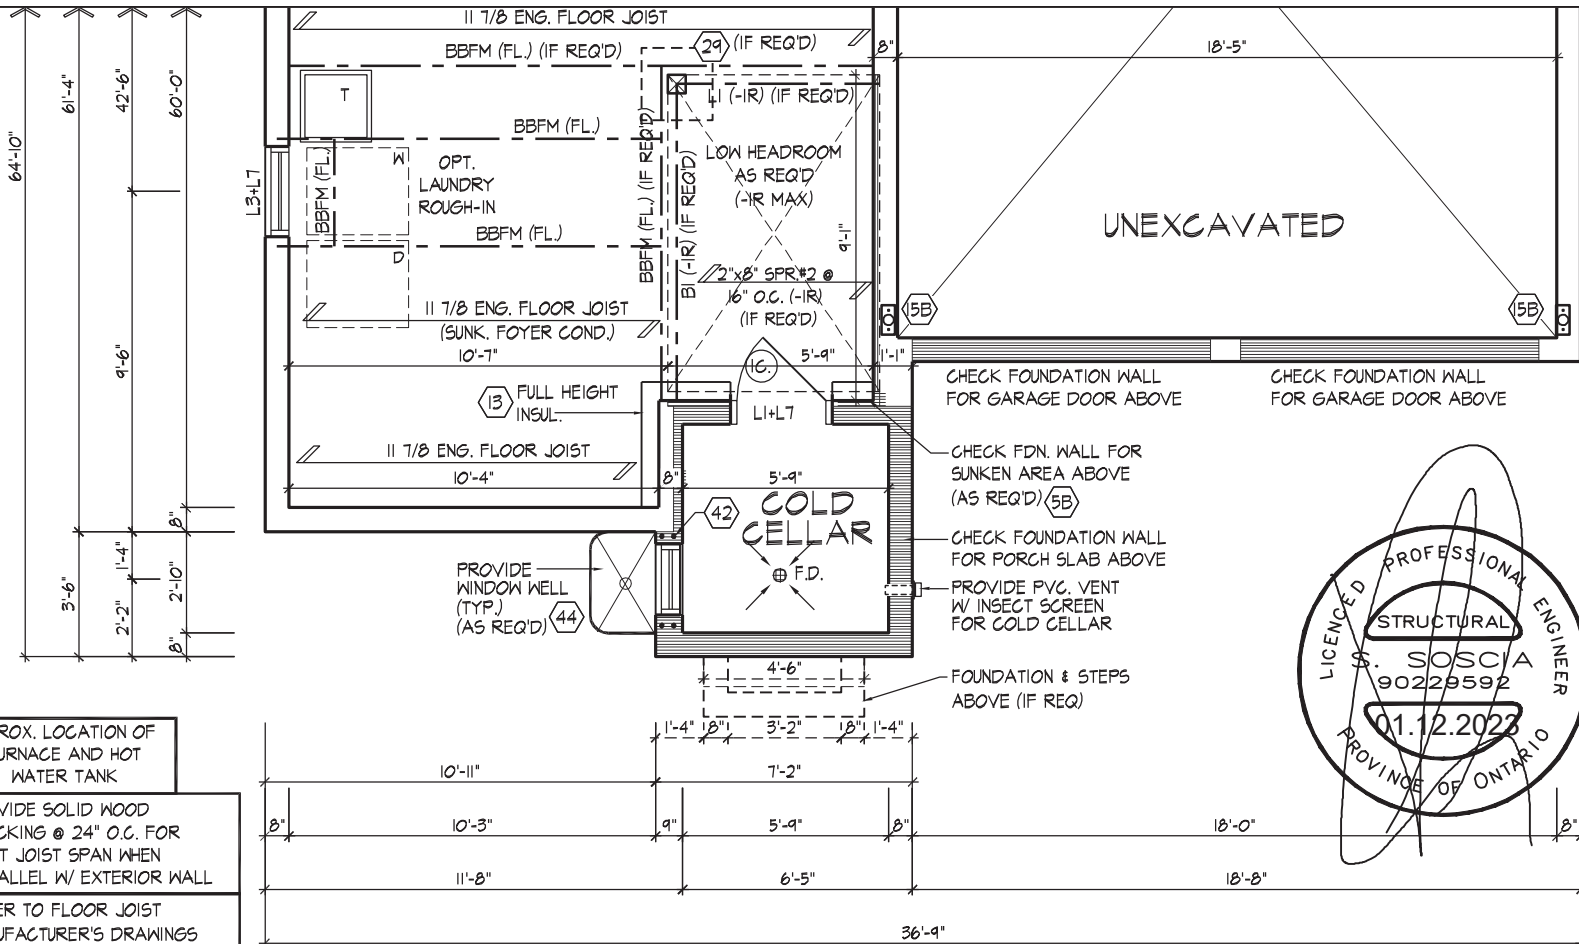 11 7/8 ENG. FLOOR JOIST
BBFM (FL.) (IF REQ'D)
29
(IF REQ'D)
8"
18'-5"
64'-10"
61'-4"
42'-6"
60'-0"
T
L1 (-1R) (IF REQ'D)
BBFM (FL.)
LOW HEADROOM
AS REQ'D
(-1R MAX)
L3+L7
BBFM (FL.)
W
OPT.
LAUNDRY
ROUGH-IN
BBFM (FL.) (IF REQ'D)
B1 (-1R) (IF REQ'D)
9'-1"
UNEXCAVATED
BBFM (FL.)
D
2"x8" SPR.#2 @
16" O.C. (-1R)
(IF REQ'D)
11 7/8 ENG. FLOOR JOIST
(SUNK. FOYER COND.)
15B
15B
9'-6"
10'-7"
1C.
5'-9"
1'-1"
CHECK FOUNDATION WALL
FOR GARAGE DOOR ABOVE
CHECK FOUNDATION WALL
FOR GARAGE DOOR ABOVE
13
FULL HEIGHT
INSUL.
L1+L7
11 7/8 ENG. FLOOR JOIST
10'-4"
8"
5'-9"
CHECK FDN. WALL FOR
SUNKEN AREA ABOVE
(AS REQ'D)
5B
COLD
CELLAR
42
F.D.
8"
1'-4"
3'-6"
2'-10"
2'-2"
8"
CHECK FOUNDATION WALL
FOR PORCH SLAB ABOVE
PROVIDE
WINDOW WELL
(TYP.)
(AS REQ'D)
44
PROVIDE PVC. VENT
W/ INSECT SCREEN
FOR COLD CELLAR
4'-6"
FOUNDATION & STEPS
ABOVE (IF REQ)
LICENCED PROFESSIONAL ENGINEER
STRUCTURAL
S. SOSCIA
90229592
01.12.2023
PROVINCE OF ONTARIO
ROX. LOCATION OF
URNACE AND HOT
WATER TANK
1'-4"
8"
3'-2"
8"
1'-4"
10'-11"
7'-2"
VIDE SOLID WOOD
CKING @ 24" O.C. FOR
T JOIST SPAN WHEN
ALLEL W/ EXTERIOR WALL
8"
10'-3"
9"
5'-9"
8"
18'-0"
8"
11'-8"
6'-5"
18'-8"
ER TO FLOOR JOIST
UFACTURER'S DRAWINGS
36'-9"